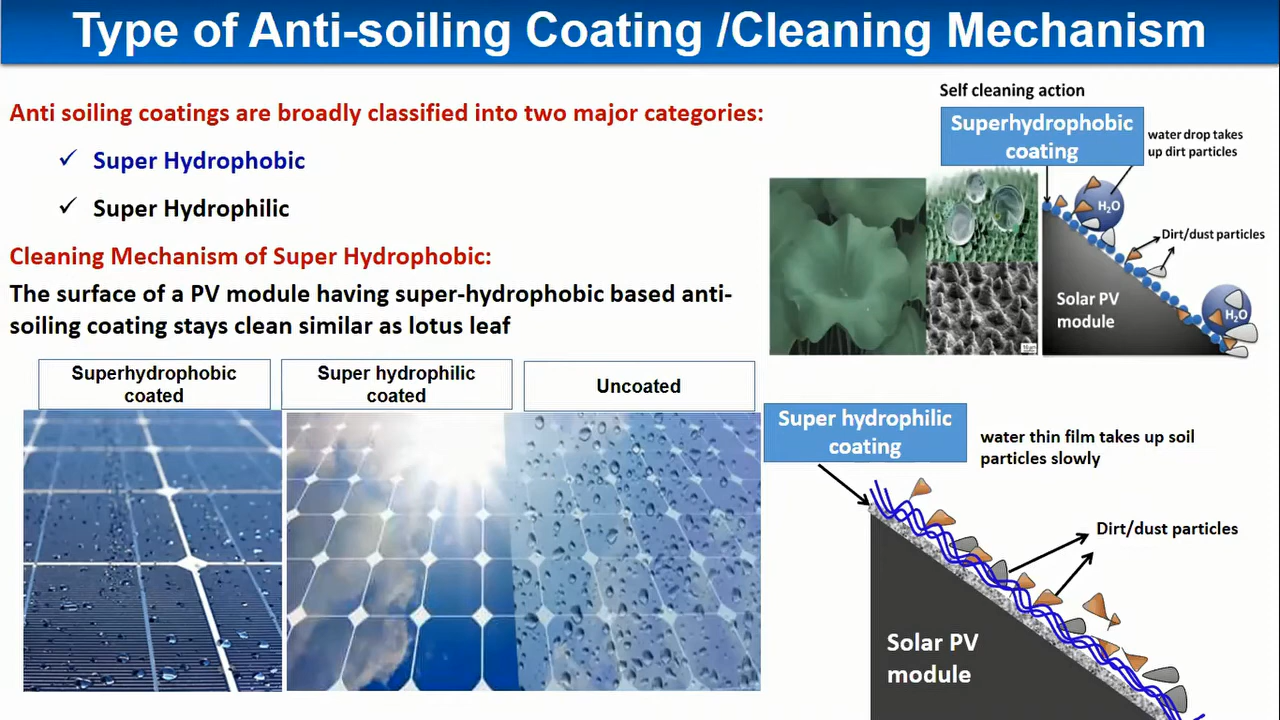 Type of Anti-soiling Coating /Cleaning Mechanism
Anti soiling coatings are broadly classified into two major categories:
✓ Super Hydrophobic
✓ Super Hydrophilic
Cleaning Mechanism of Super Hydrophobic:
The surface of a PV module having super-hydrophobic based anti-
soiling coating stays clean similar as lotus leaf
Superhydrophobic
coated
Super hydrophilic
coated
Uncoated
Self cleaning action
Superhydrophobic
coating
water drop takes
up dirt particles
H₂O
Dirt/dust particles
Solar PV
module
H₂O
Super hydrophilic
coating
water thin film takes up soil
particles slowly
Dirt/dust particles
Solar PV
module